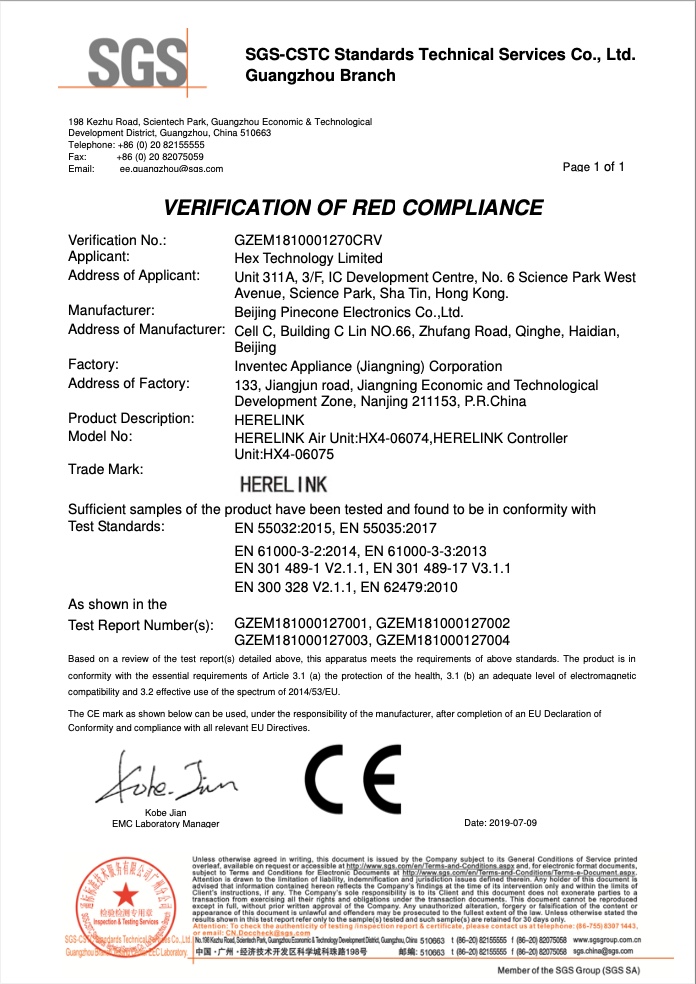 SGS
SGS-CSTC Standards Technical Services Co., Ltd.
Guangzhou Branch
198 Kezhu Road, Scientech Park, Guangzhou Economic & Technological
Development District, Guangzhou, China 510663
Telephone: +86 (0) 20 82155555
Fax: +86 (0) 20 82075059
Email: ee.guangzhou@sgs.com
Page 1 of 1
VERIFICATION OF RED COMPLIANCE
Verification No.: GZEM1810001270CRV
Applicant: Hex Technology Limited
Address of Applicant: Unit 311A, 3/F, IC Development Centre, No. 6 Science Park West
Avenue, Science Park, Sha Tin, Hong Kong.
Manufacturer: Beijing Pinecone Electronics Co.,Ltd.
Address of Manufacturer: Cell C, Building C Lin NO.66, Zhufang Road, Qinghe, Haidian,
Beijing
Factory: Inventec Appliance (Jiangning) Corporation
Address of Factory: 133, Jiangjun road, Jiangning Economic and Technological
Development Zone, Nanjing 211153, P.R.China
Product Description: HERELINK
Model No: HERELINK Air Unit:HX4-06074,HERELINK Controller
Unit:HX4-06075
Trade Mark:
HERELINK
Sufficient samples of the product have been tested and found to be in conformity with
Test Standards: EN 55032:2015, EN 55035:2017
EN 61000-3-2:2014, EN 61000-3-3:2013
EN 301 489-1 V2.1.1, EN 301 489-17 V3.1.1
EN 300 328 V2.1.1, EN 62479:2010
As shown in the
Test Report Number(s): GZEM181000127001, GZEM181000127002
GZEM181000127003, GZEM181000127004
Based on a review of the test report(s) detailed above, this apparatus meets the requirements of above standards. The product is in
conformity with the essential requirements of Article 3.1 (a) the protection of the health, 3.1 (b) an adequate level of electromagnetic
compatibility and 3.2 effective use of the spectrum of 2014/53/EU.
The CE mark as shown below can be used, under the responsibility of the manufacturer, after completion of an EU Declaration of
Conformity and compliance with all relevant EU Directives.
Kobe Jian
CE
Kobe Jian
EMC Laboratory Manager
Date: 2019-07-09
Unless otherwise agreed in writing, this document is issued by the Company subject to its General Conditions of Service printed
overleaf, available on request or accessible at http://www.sgs.com/en/Terms-and-Conditions.aspx and, for electronic format documents,
subject to Terms and Conditions for Electronic Documents at http://www.sgs.com/en/Terms-and-Conditions/Terms-e-Document.aspx.
Attention is drawn to the limitation of liability, indemnification and jurisdiction issues defined therein. Any holder of this document is
advised that information contained hereon reflects the Company's findings at the time of its intervention only and within the limits of
Client's instructions, if any. The Company's sole responsibility is to its Client and this document does not exonerate parties to a
transaction from exercising all their rights and obligations under the transaction documents. This document cannot be reproduced
except in full, without prior written approval of the Company. Any unauthorized alteration, forgery or falsification of the content or
appearance of this document is unlawful and offenders may be prosecuted to the fullest extent of the law. Unless otherwise stated the
results shown in this test report refer only to the sample(s) tested and such sample(s) are retained for 30 days only.
Attention: To check the authenticity of testing /inspection report & certificate, please contact us at telephone: (86-755) 8307 1443,
or email: CN.Doccheck@sgs.com
检验检测专用章
Inspection & Testing Services
SGS-CSTC Standards Technical Services Co., Ltd.
No.198 Kezhu Road, Scientech Park, Guangzhou Economic & Technology Development District, Guangzhou, China 510663 t (86-20) 82155555 f (86-20) 82075058 www.sgsgroup.com.cn
中国·广州·经济技术开发区科学城科珠路198号 邮编: 510663 t (86-20) 82155555 f (86-20) 82075058 sgs.china@sgs.com
Member of the SGS Group (SGS SA)